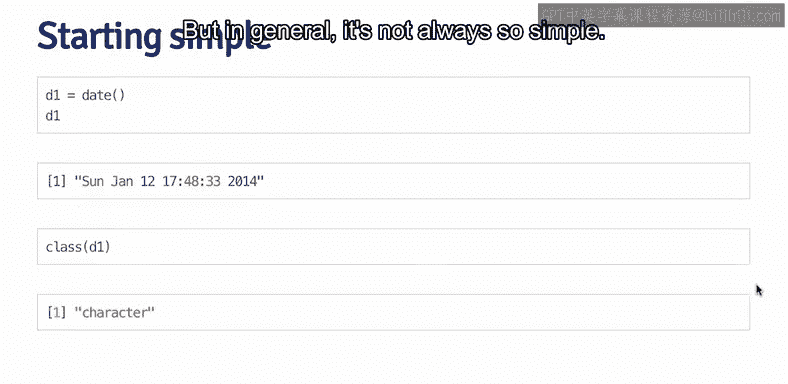 Starting simple
But in general, it's not always so simple.
d1 = date()
d1
[1] "Sun Jan 12 17:48:33 2014"
class(d1)
[1] "character"